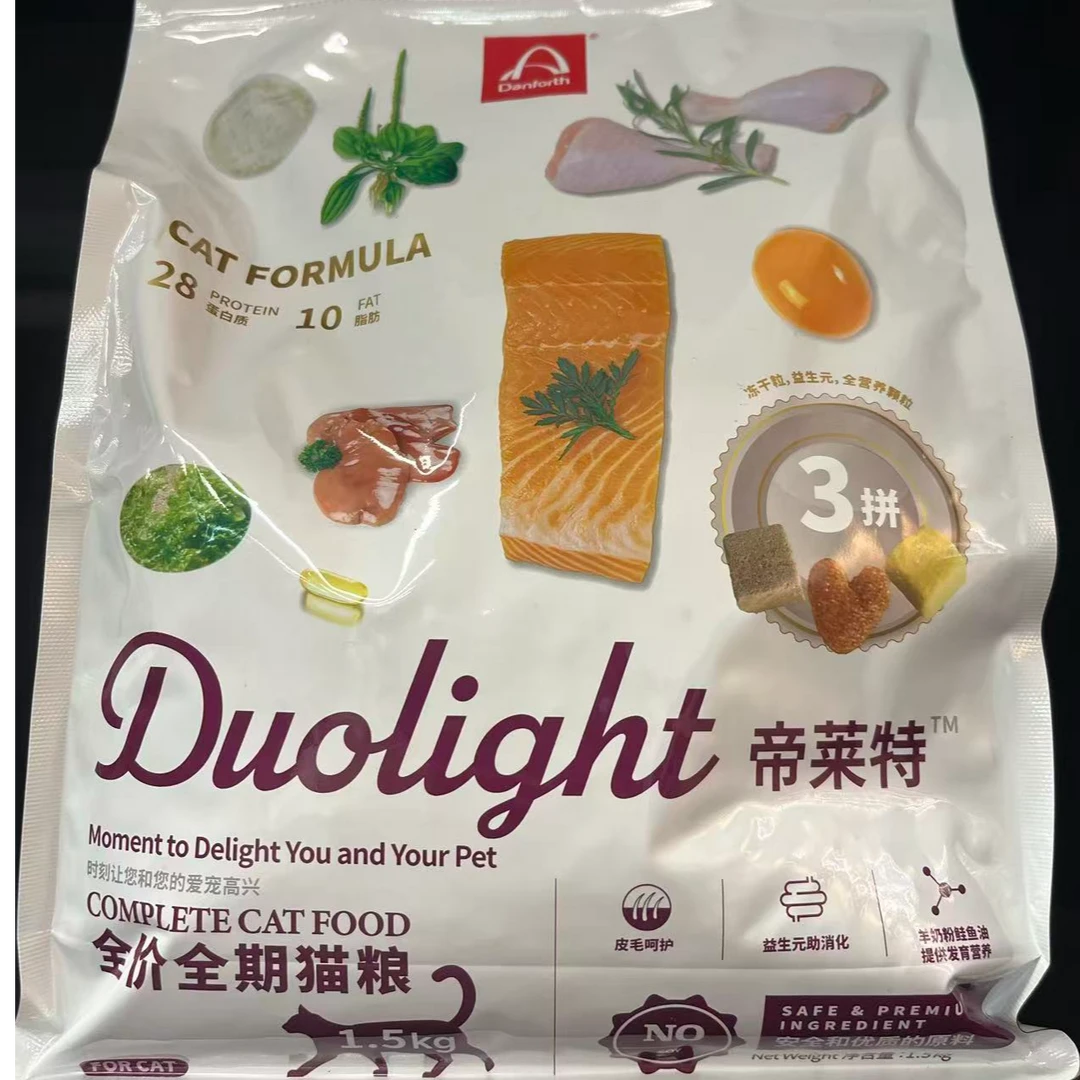 Danforth
CAT FORMULA
28 PROTEIN 蛋白质 10 FAT 脂肪
冻干粒,益生元,全营养颗粒
3拼
Duolight 帝莱特™
Moment to Delight You and Your Pet
时刻让您和您的爱宠高兴
COMPLETE CAT FOOD
全价全期猫粮
皮毛呵护
益生元助消化
羊奶粉鲑鱼油
提供发育营养
1.5kg
FOR CAT
NO
SAFE & PREMIU
INGREDIENT
安全和优质的原料
Net Weight 净含量:1.5kg